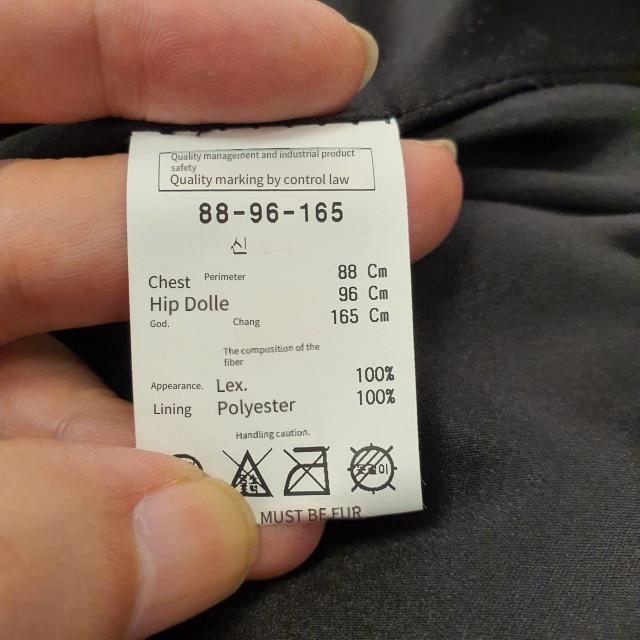 Quality management and industrial product
safety
Quality marking by control law
88-96-165
신
Chest Perimeter 88 Cm
Hip Dolle 96 Cm
God. Chang 165 Cm
The composition of the
fiber
Appearance. Lex. 100%
Lining Polyester 100%
Handling caution.
MUST BE FUR